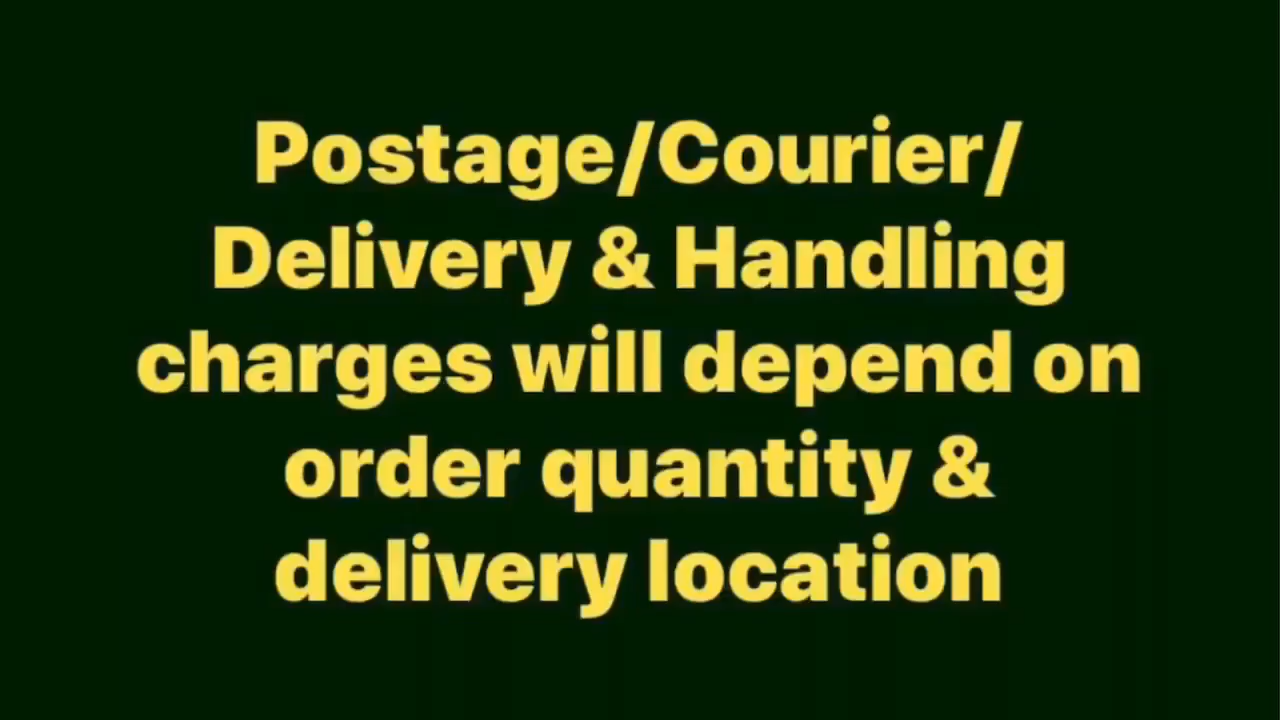 Postage/Courier/
Delivery & Handling
charges will depend on
order quantity &
delivery location